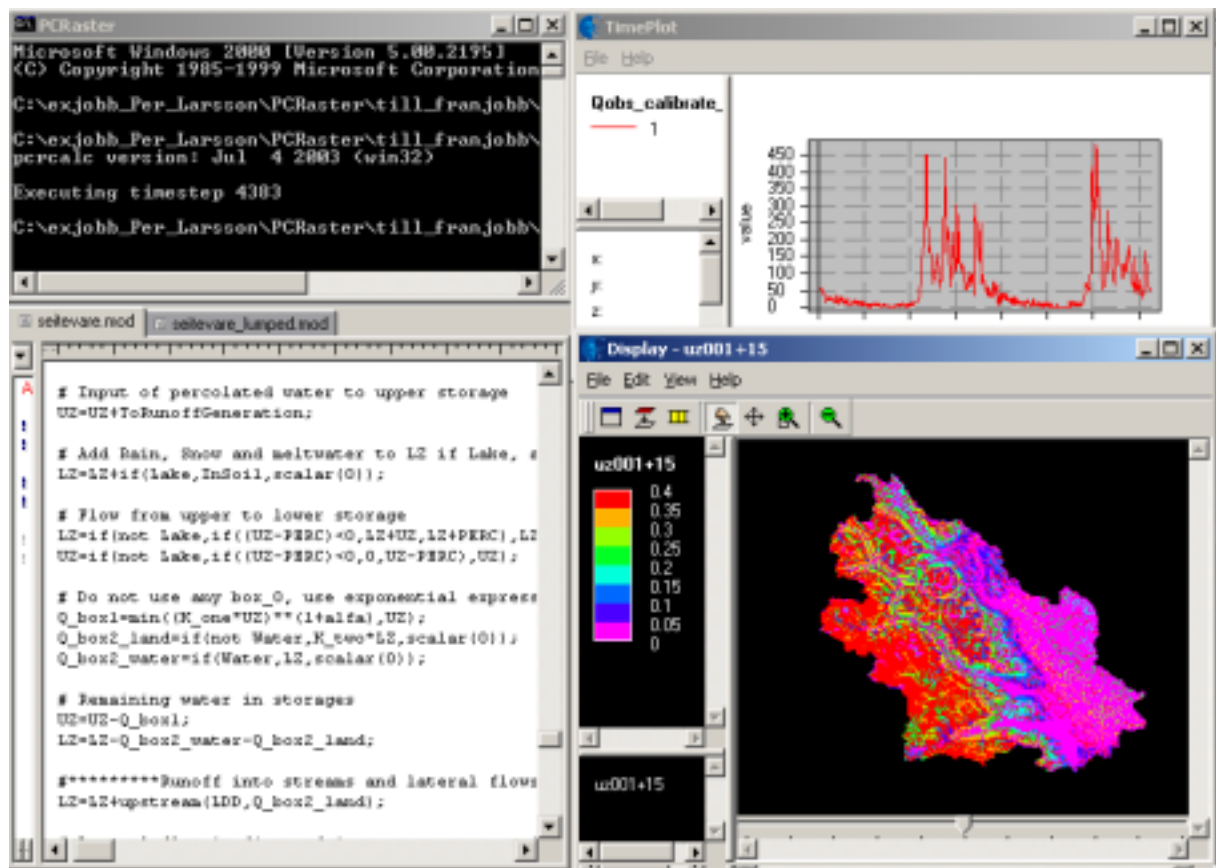 PCRaster
Microsoft Windows 2000 [Version 5.00.2195]
(C) Copyright 1985-1999 Microsoft Corporation
C:\exjobb_Per_Larsson\PCRaster\till_franjobb\
C:\exjobb_Per_Larsson\PCRaster\till_franjobb\
pcrcalc version: Jul 4 2003 (win32)
Executing timestep 4383
C:\exjobb_Per_Larsson\PCRaster\till_franjobb\
TimePlot
File Help
Qobs_calibrate_
1
x:
y:
z:
value
450
400
350
300
250
200
150
100
50
0
seitevare.mod seitevare_lumped.mod
A
# Input of percolated water to upper storage
UZ=UZ+ToRunoffGeneration;
# Add Rain, Snow and meltwater to LZ if Lake,
LZ=LZ+if(Lake,InSoil,scalar(0));
# Flow from upper to lower storage
LZ=if(not Lake,if((UZ-PERC)<0,LZ+UZ,LZ+PERC),LZ
UZ=if(not Lake,if((UZ-PERC)<0,0,UZ-PERC),UZ);
# Do not use any box_0, use exponential express
Q_box1=min((K_one*UZ)**(1+alfa),UZ);
Q_box2_land=if(not Water,K_two*LZ,scalar(0));
Q_box2_water=if(Water,LZ,scalar(0));
# Remaining water in storages
UZ=UZ-Q_box1;
LZ=LZ-Q_box2_water-Q_box2_land;
#*********Runoff into streams and lateral flows
LZ=LZ+upstream(LDD,Q_box2_land);
Display - uz001+15
File Edit View Help
uz001+15
0.4
0.35
0.3
0.25
0.2
0.15
0.1
0.05
0
uz001+15